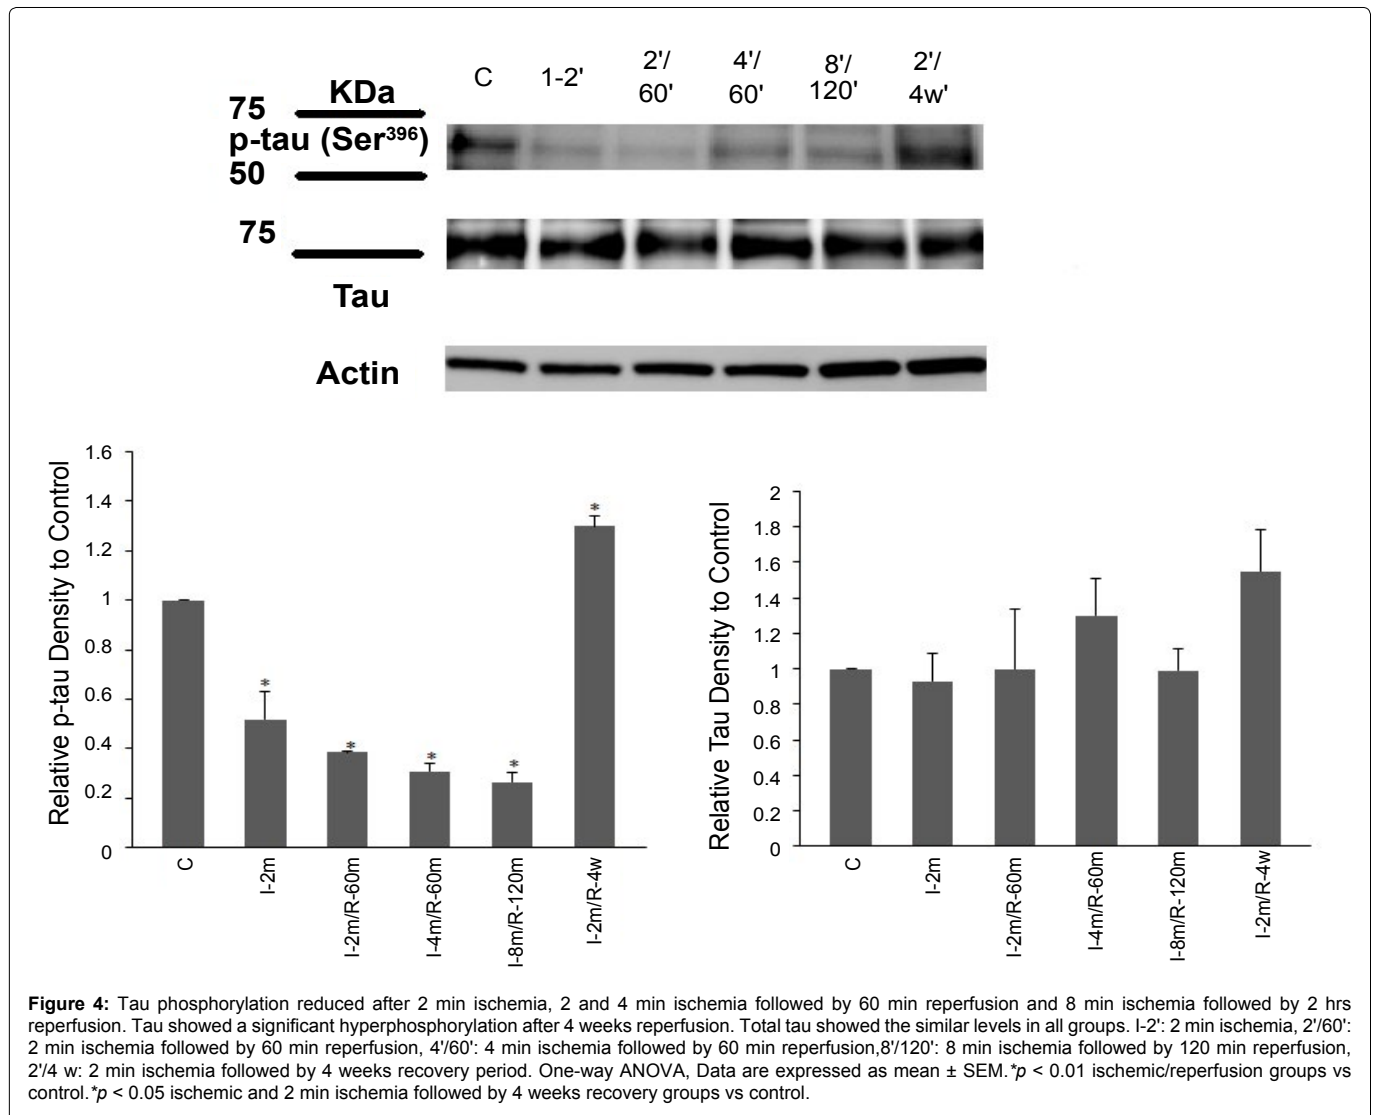 C 1-2' 2'/ 60' 4'/ 60' 8'/ 120' 2'/ 4w'
KDa
75
p-tau (Ser396)
50
75
Tau
Actin
Relative p-tau Density to Control
1.6
1.4
1.2
1
0.8
0.6
0.4
0.2
0
*
*
*
*
*
C
I-2m
I-2m/R-60m
I-4m/R-60m
I-8m/R-120m
I-2m/R-4w
Relative Tau Density to Control
2
1.8
1.6
1.4
1.2
1
0.8
0.6
0.4
0.2
0
C
I-2m
I-2m/R-60m
I-4m/R-60m
I-8m/R-120m
I-2m/R-4w
Figure 4: Tau phosphorylation reduced after 2 min ischemia, 2 and 4 min ischemia followed by 60 min reperfusion and 8 min ischemia followed by 2 hrs
reperfusion. Tau showed a significant hyperphosphorylation after 4 weeks reperfusion. Total tau showed the similar levels in all groups. I-2': 2 min ischemia, 2'/60':
2 min ischemia followed by 60 min reperfusion, 4'/60': 4 min ischemia followed by 60 min reperfusion,8'/120': 8 min ischemia followed by 120 min reperfusion,
2'/4 w: 2 min ischemia followed by 4 weeks recovery period. One-way ANOVA, Data are expressed as mean ± SEM.*p < 0.01 ischemic/reperfusion groups vs
control.*p < 0.05 ischemic and 2 min ischemia followed by 4 weeks recovery groups vs control.